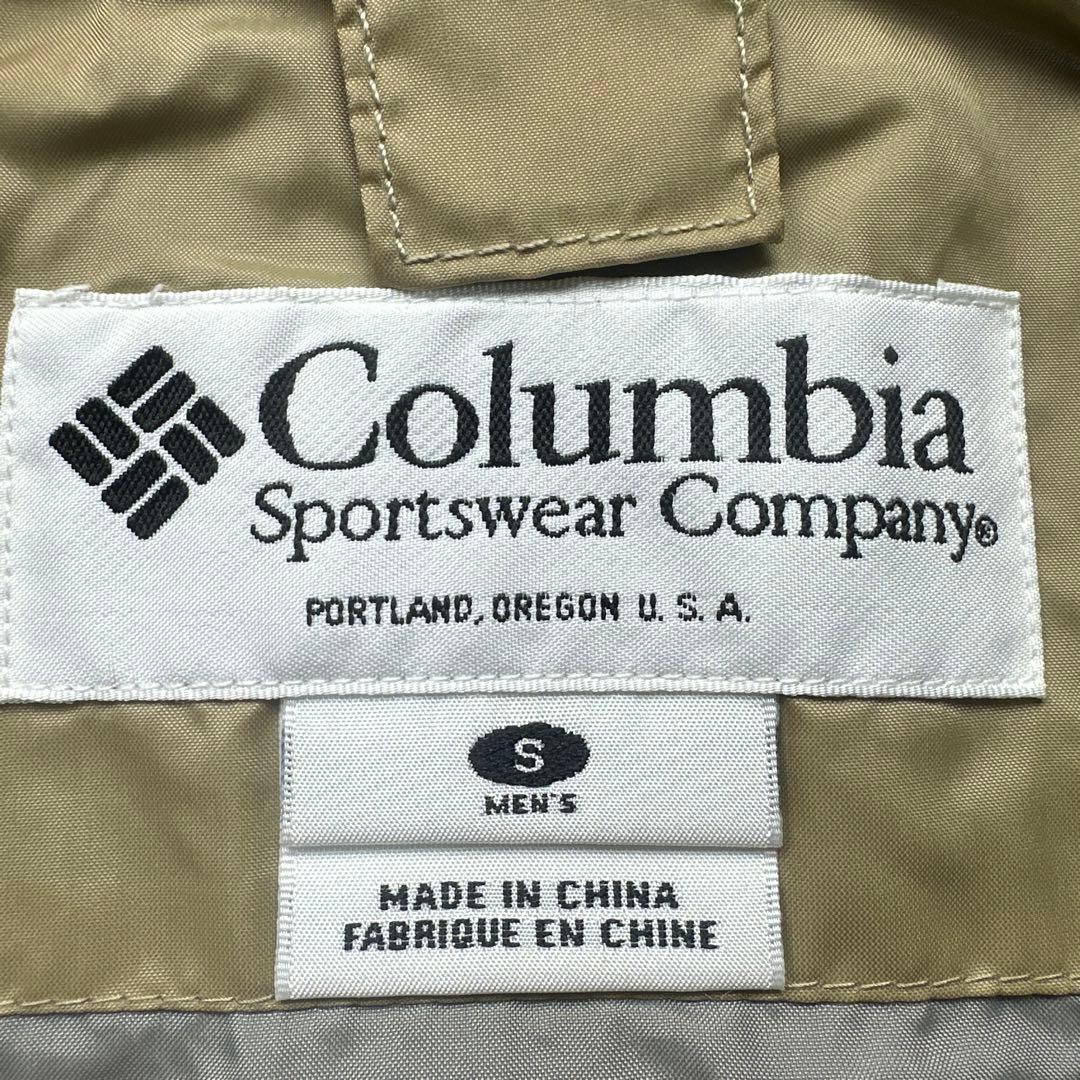 Columbia
Sportswear Company®
PORTLAND, OREGON U. S. A.
S
MEN'S
MADE IN CHINA
FABRIQUE EN CHINE